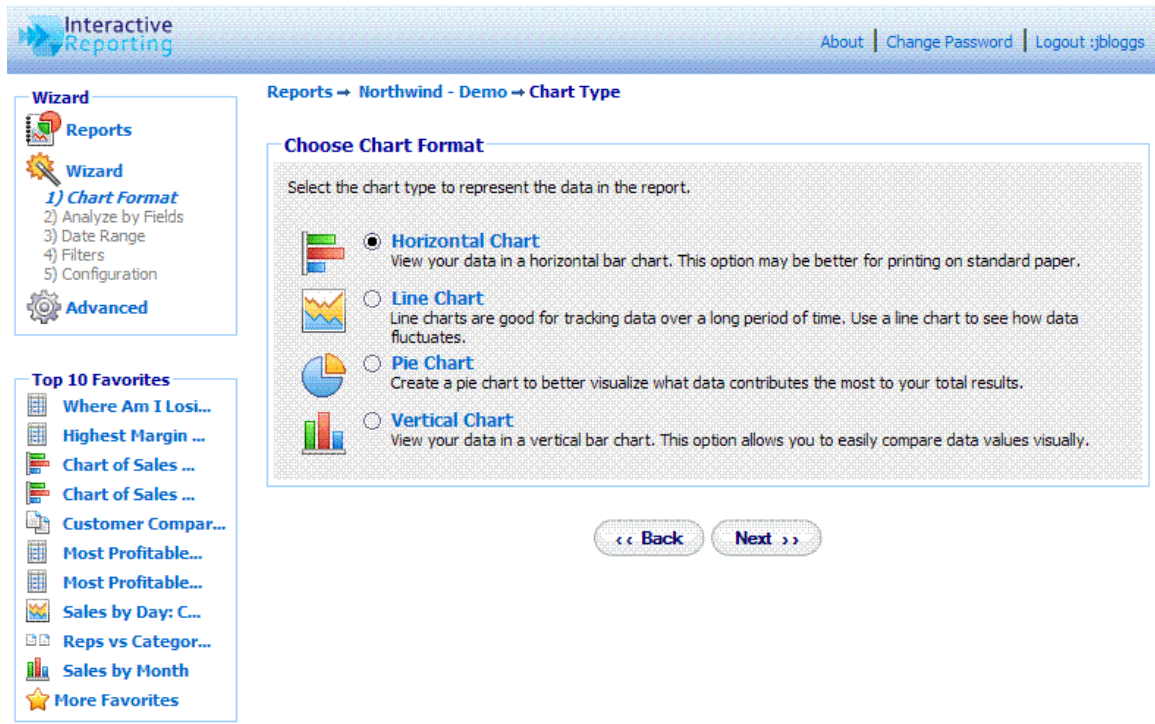 Interactive
Reporting
About | Change Password | Logout :jbloggs
Wizard
Reports
Wizard
1) Chart Format
2) Analyze by Fields
3) Date Range
4) Filters
5) Configuration
Advanced
Top 10 Favorites
Where Am I Losi...
Highest Margin ...
Chart of Sales ...
Chart of Sales ...
Customer Compar...
Most Profitable...
Most Profitable...
Sales by Day: C...
Reps vs Categor...
Sales by Month
More Favorites
Reports → Northwind - Demo → Chart Type
Choose Chart Format
Select the chart type to represent the data in the report.
Horizontal Chart
View your data in a horizontal bar chart. This option may be better for printing on standard paper.
Line Chart
Line charts are good for tracking data over a long period of time. Use a line chart to see how data
fluctuates.
Pie Chart
Create a pie chart to better visualize what data contributes the most to your total results.
Vertical Chart
View your data in a vertical bar chart. This option allows you to easily compare data values visually.
‹‹ Back
Next ››